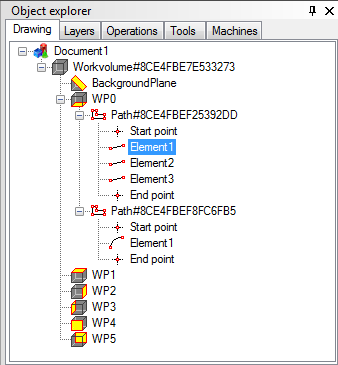 Object explorer
Drawing Layers Operations Tools Machines
Document1
Workvolume#8CE4FBE7E533273
BackgroundPlane
WP0
Path#8CE4FBEF25392DD
Start point
Element1
Element2
Element3
End point
Path#8CE4FBEF8FC6FB5
Start point
Element1
End point
WP1
WP2
WP3
WP4
WP5